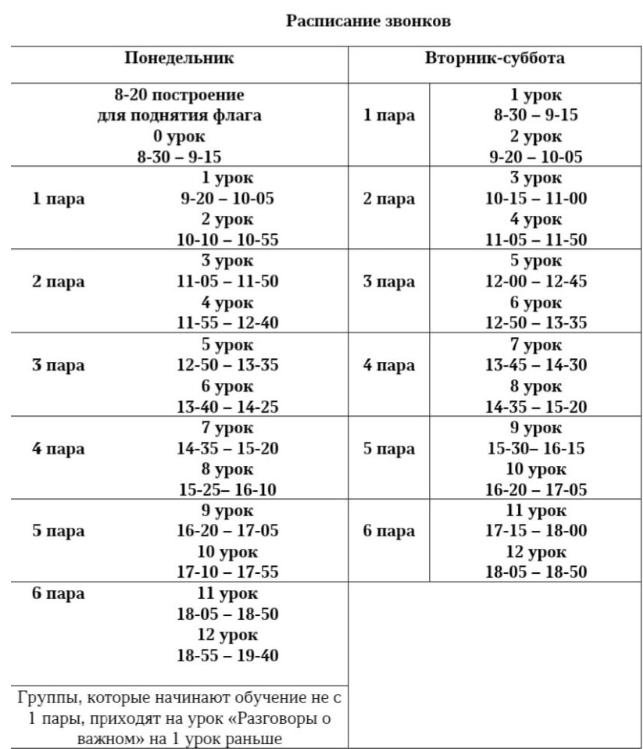 Расписание звонков
Понедельник
Вторник-суббота
8-20 построение
для поднятия флага
0 урок
8-30 – 9-15
1 пара
1 урок
8-30 – 9-15
2 урок
9-20 – 10-05
1 пара
1 урок
9-20 – 10-05
2 урок
10-10 – 10-55
2 пара
3 урок
10-15 – 11-00
4 урок
11-05 – 11-50
2 пара
3 урок
11-05 – 11-50
4 урок
11-55 – 12-40
3 пара
5 урок
12-00 – 12-45
6 урок
12-50 – 13-35
3 пара
5 урок
12-50 – 13-35
6 урок
13-40 – 14-25
4 пара
7 урок
13-45 – 14-30
8 урок
14-35 – 15-20
4 пара
7 урок
14-35 – 15-20
8 урок
15-25– 16-10
5 пара
9 урок
15-30– 16-15
10 урок
16-20 – 17-05
5 пара
9 урок
16-20 – 17-05
10 урок
17-10 – 17-55
6 пара
11 урок
17-15 – 18-00
12 урок
18-05 – 18-50
6 пара
11 урок
18-05 – 18-50
12 урок
18-55 – 19-40
Группы, которые начинают обучение не с
1 пары, приходят на урок «Разговоры о
важном» на 1 урок раньше